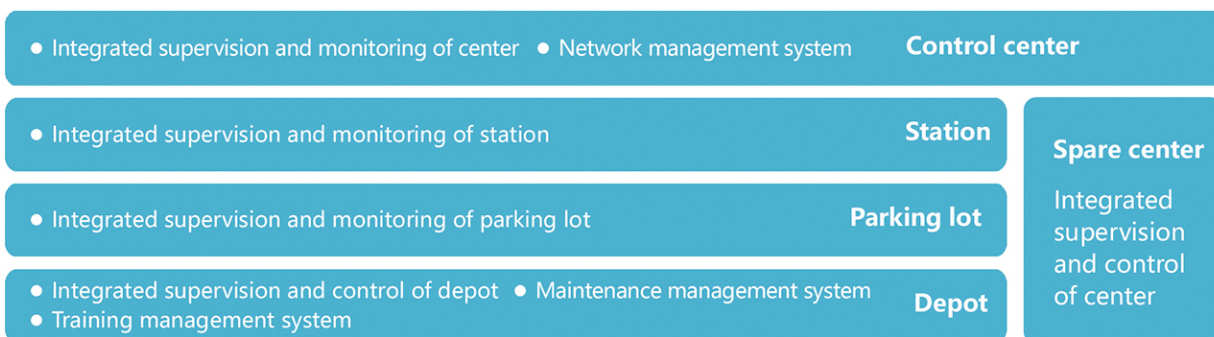 ● Integrated supervision and monitoring of center ● Network management system Control center
● Integrated supervision and monitoring of station Station
● Integrated supervision and monitoring of parking lot Parking lot
● Integrated supervision and control of depot ● Maintenance management system
● Training management system
Depot
Spare center
Integrated
supervision
and control
of center